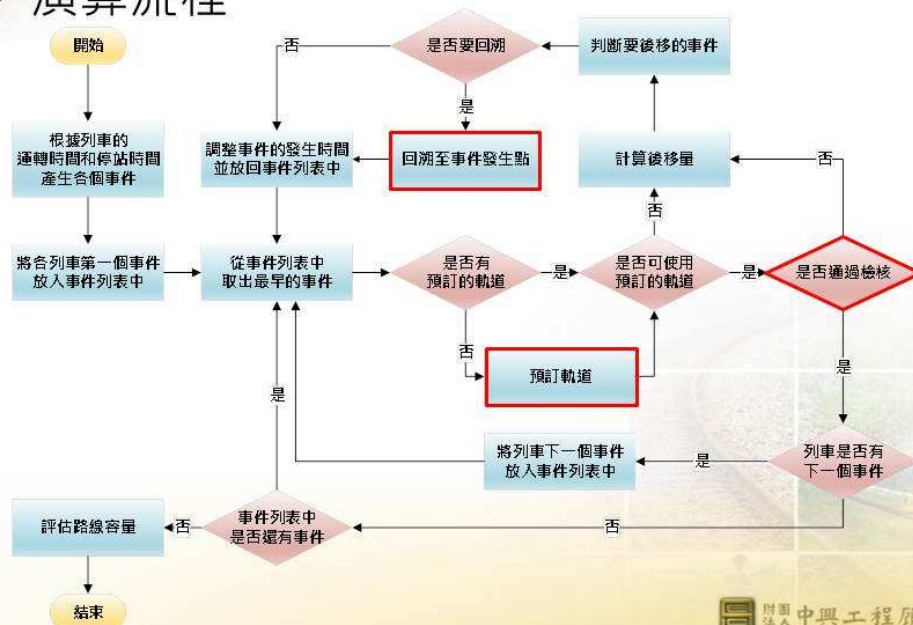 演算流程
開始
否
是否要回溯
判斷要後移的事件
是
根據列車的
運轉時間和停站時間
產生各個事件
調整事件的發生時間
並放回事件列表中
回溯至事件發生點
計算後移量
否
否
將各列車第一個事件
放入事件列表中
從事件列表中
取出最早的事件
是否有
預訂的軌道
是
是否可使用
預訂的軌道
是
是否通過檢核
否
預訂軌道
是
是
將列車下一個事件
放入事件列表中
是
列車是否有
下一個事件
評估路線容量
否
事件列表中
是否還有事件
否
結束
財團
法人
中興工程